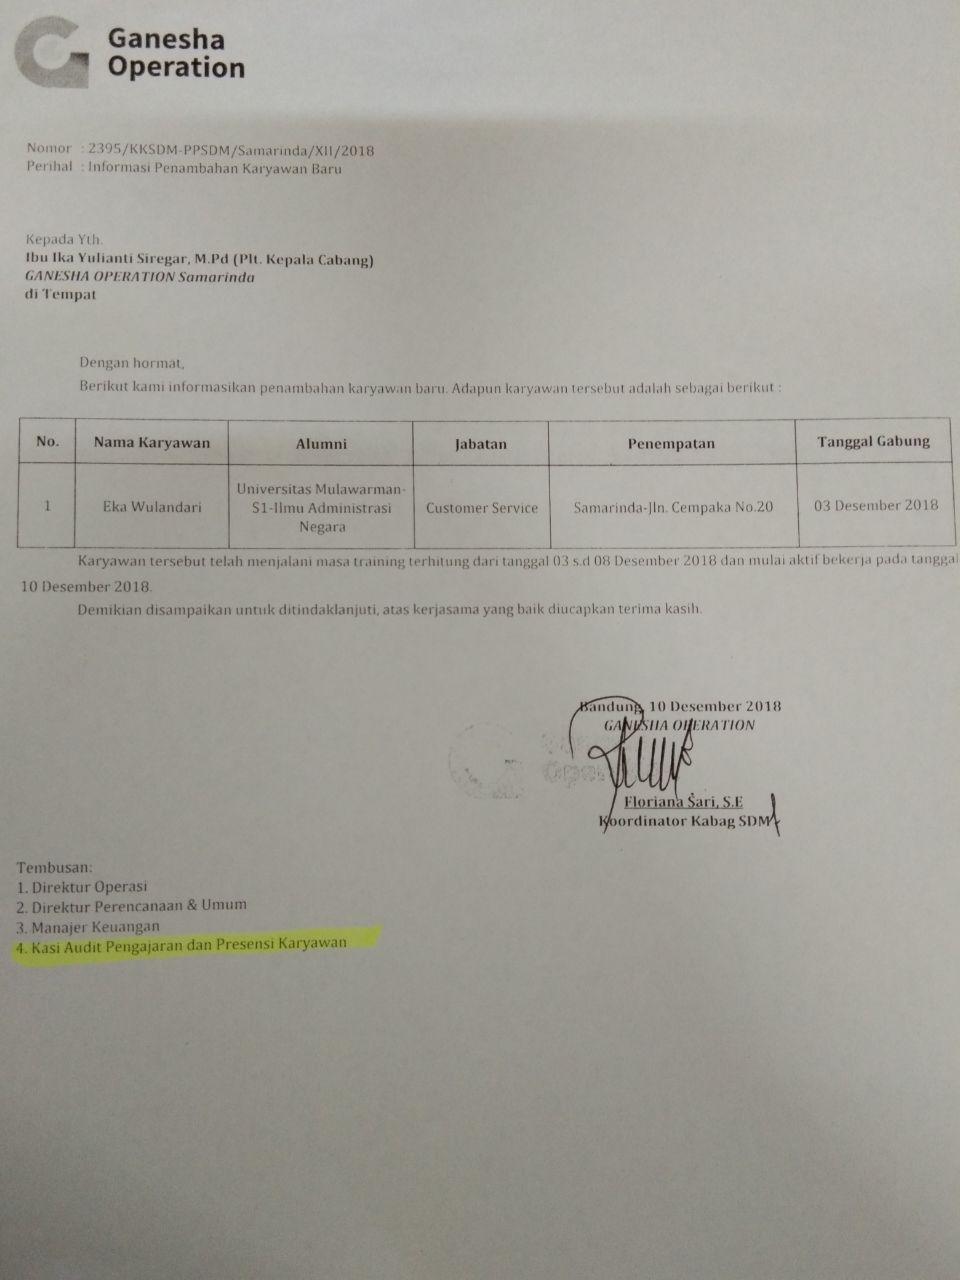 Ganesha
Operation
Nomor : 2395/KKSDM-PPSDM/Samarinda/XII/2018
Perihal : Informasi Penambahan Karyawan Baru
Kepada Yth.
Ibu Ika Yulianti Siregar, M.Pd (Plt. Kepala Cabang)
GANESHA OPERATION Samarinda
di Tempat
Dengan hormat,
Berikut kami informasikan penambahan karyawan baru. Adapun karyawan tersebut adalah sebagai berikut :
No. Nama Karyawan Alumni Jabatan Penempatan Tanggal Gabung
1 Eka Wulandari Universitas Mulawarman-
S1-Ilmu Administrasi
Negara Customer Service Samarinda-Jln. Cempaka No.20 03 Desember 2018
Karyawan tersebut telah menjalani masa training terhitung dari tanggal 03 s.d 08 Desember 2018 dan mulai aktif bekerja pada tanggal
10 Desember 2018.
Demikian disampaikan untuk ditindaklanjuti, atas kerjasama yang baik diucapkan terima kasih.
Bandung, 10 Desember 2018
GANESHA OPERATION
Floriana Sari, S.E
Koordinator Kabag SDM
Tembusan:
1. Direktur Operasi
2. Direktur Perencanaan & Umum
3. Manajer Keuangan
4. Kasi Audit Pengajaran dan Presensi Karyawan